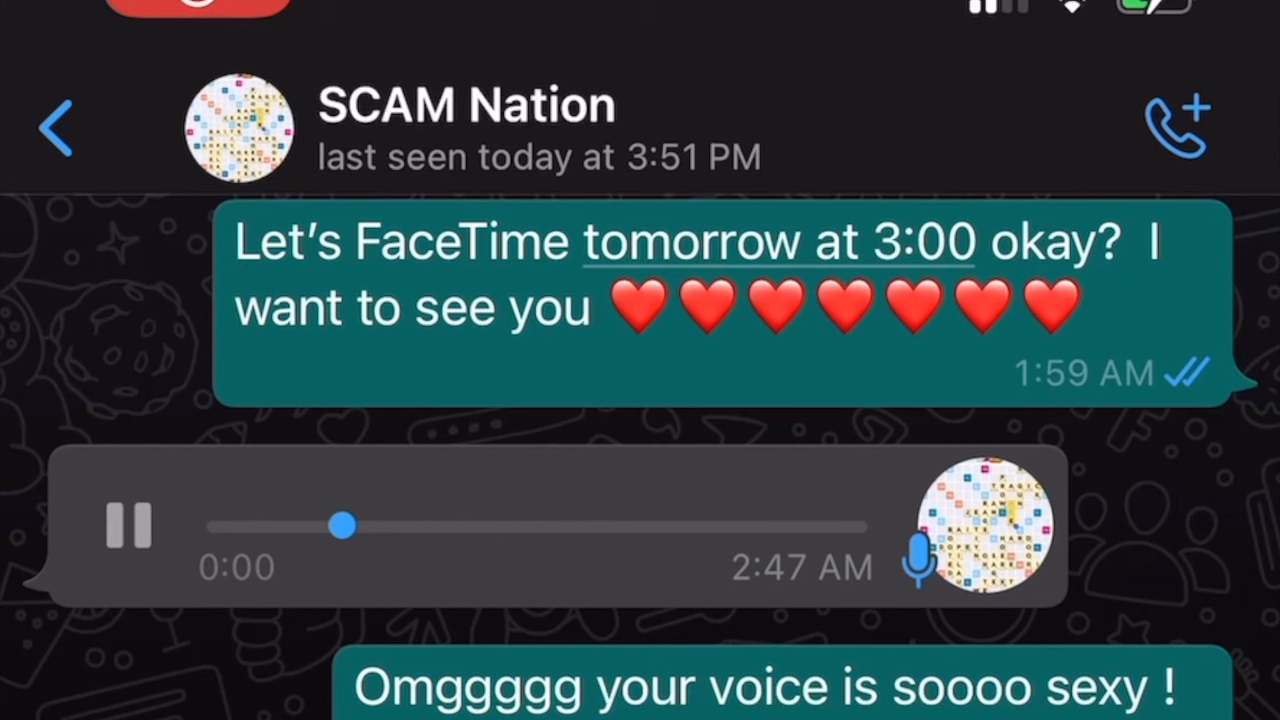 SCAM Nation
last seen today at 3:51 PM
Let’s FaceTime tomorrow at 3:00 okay?  I
want to see you ❤️❤️❤️❤️❤️❤️❤️
1:59 AM
0:00
2:47 AM
Omggggg your voice is soooo sexy !